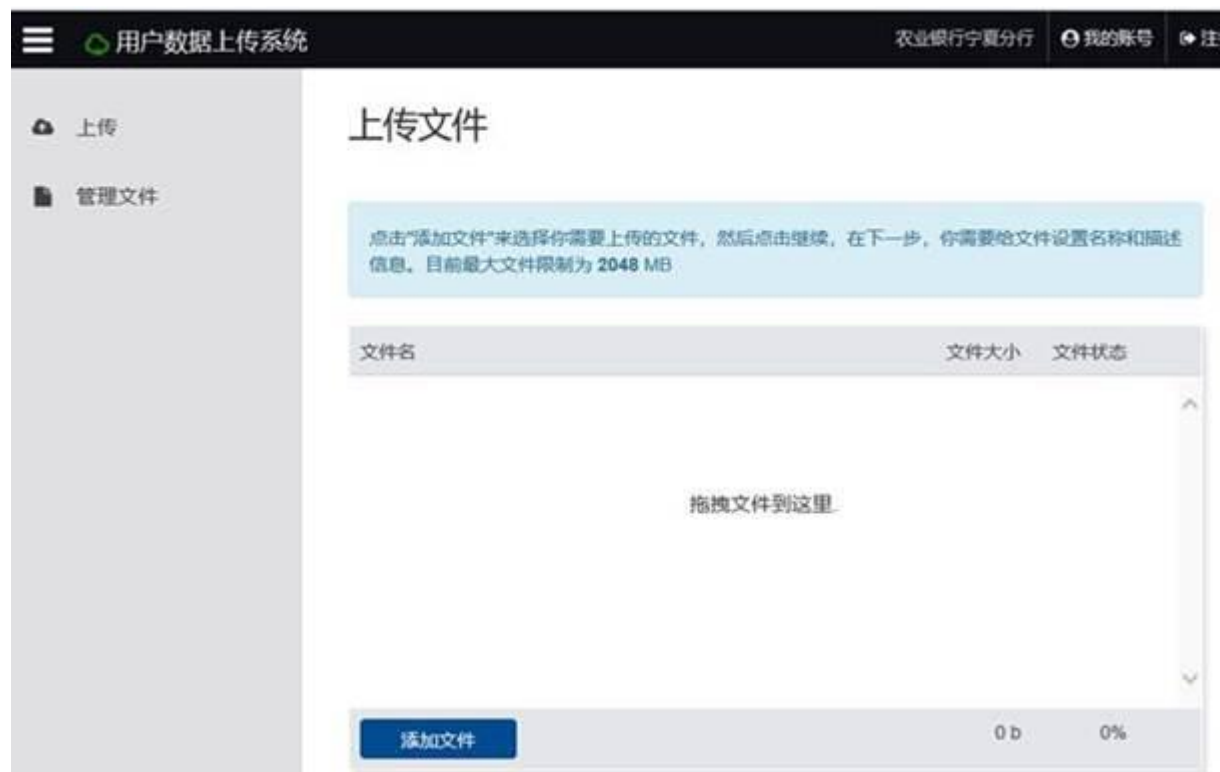 用户数据上传系统
农业银行宁夏分行
我的账号
注
上传
管理文件
上传文件
点击"添加文件"来选择你需要上传的文件，然后点击继续，在下一步，你需要给文件设置名称和描述
信息。目前最大文件限制为 2048 MB
文件名 文件大小 文件状态
拖拽文件到这里.
添加文件 0 b 0%